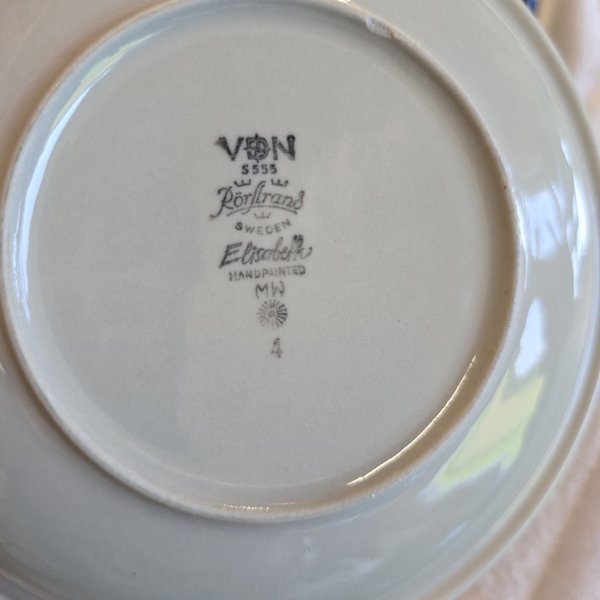 VDN
S555
Rörstrand
SWEDEN
Elisabeth
HANDPAINTED
MW
4